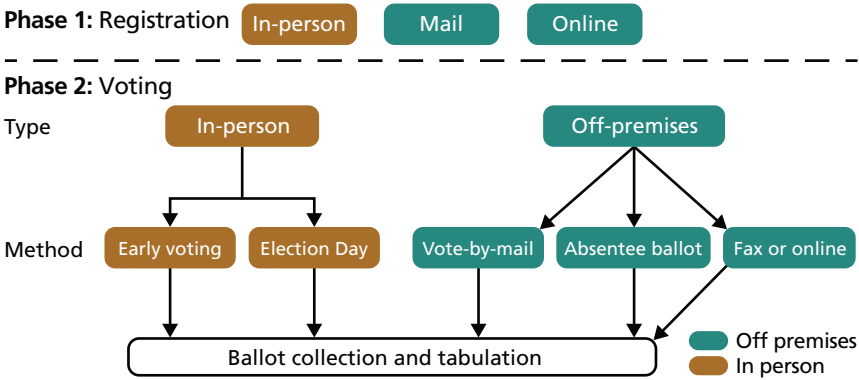 Phase 1: Registration In-person Mail Online
Phase 2: Voting
Type In-person Off-premises
Method Early voting Election Day Vote-by-mail Absentee ballot Fax or online
Ballot collection and tabulation
Off premises
In person